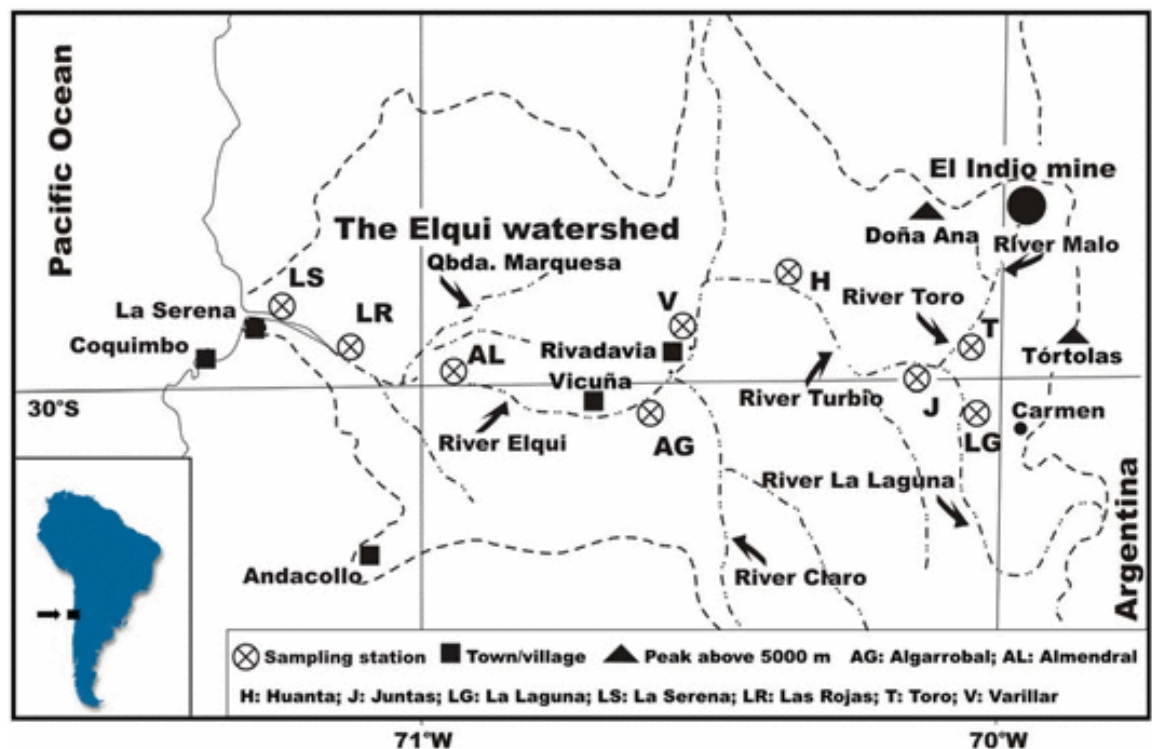 Pacific Ocean
El Indio mine
Doña Ana
River Malo
The Elqui watershed
Qbda. Marquesa
LS
H
River Toro
La Serena
LR
V
T
Coquimbo
AL
Rivadavia
Tórtolas
Vicuña
30°S
River Elqui
AG
River Turbio
J
LG
Carmen
River La Laguna
Andacollo
River Claro
Argentina
Sampling station Town/village Peak above 5000 m AG: Algarrobal; AL: Almendral
H: Huanta; J: Juntas; LG: La Laguna; LS: La Serena; LR: Las Rojas; T: Toro; V: Varillar
71°W
70°W